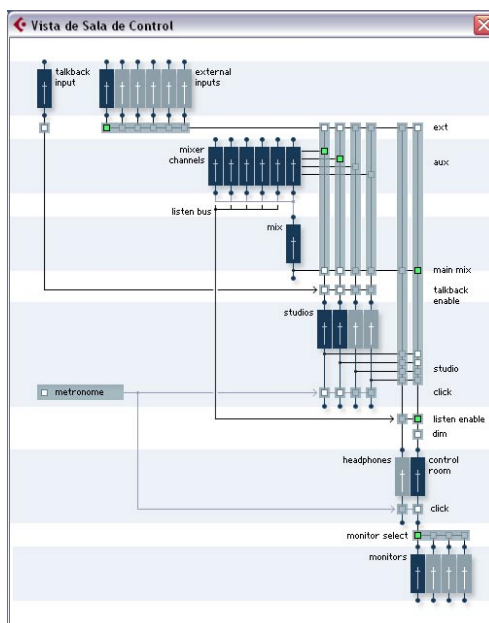 Vista de Sala de Control
talkback
input
external
inputs
ext
mixer
channels
aux
listen bus
mix
main mix
talkback
enable
studios
studio
metronome
click
listen enable
dim
headphones
control
room
click
monitor select
monitors